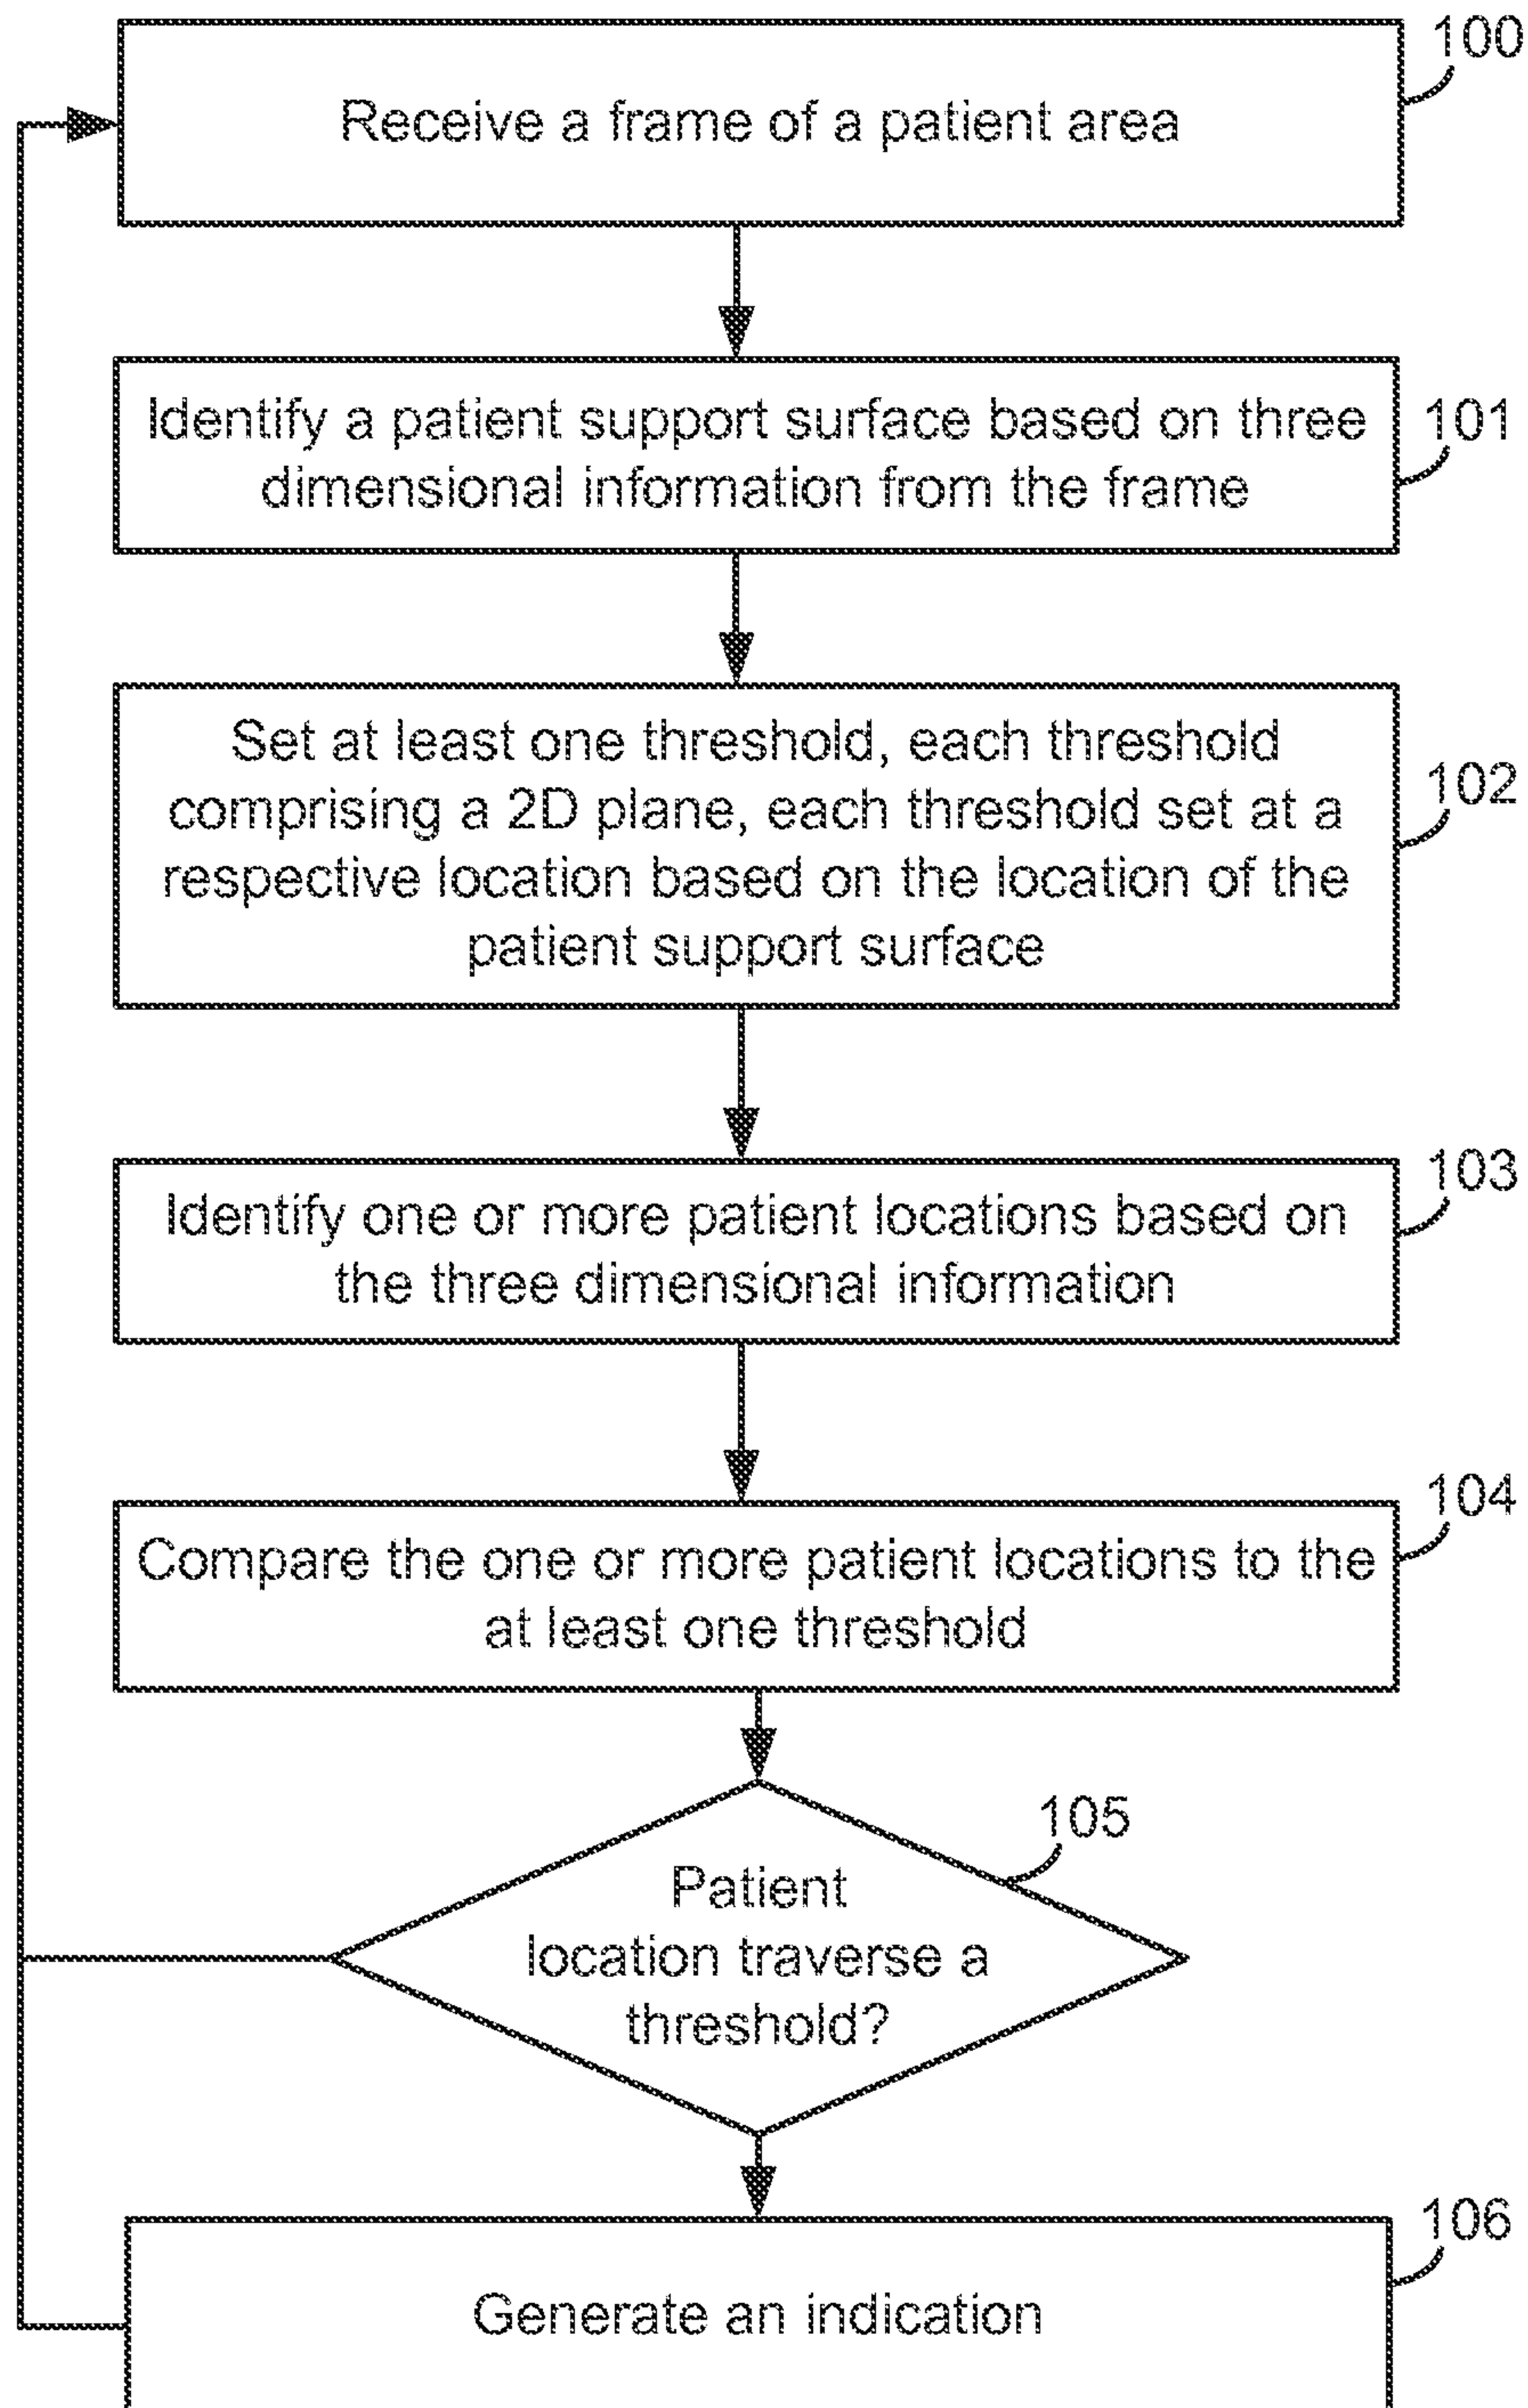 100
Receive a frame of a patient area
Identify a patient support surface based on three
dimensional information from the frame
101
Set at least one threshold, each threshold
comprising a 2D plane, each threshold set at a
respective location based on the location of the
patient support surface
102
103
Identify one or more patient locations based on
the three dimensional information
104
Compare the one or more patient locations to the
at least one threshold
105
Patient
location traverse a
threshold?
106
Generate an indication